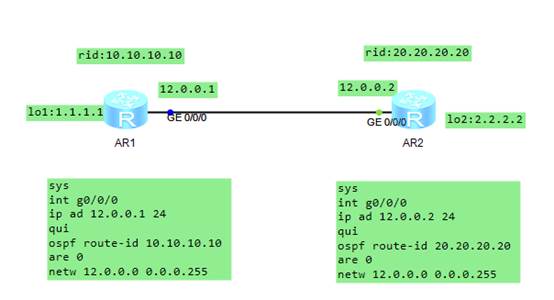 rid:10.10.10.10
rid:20.20.20.20
12.0.0.1
12.0.0.2
lo1:1.1.1.1
R
GE 0/0/0
GE 0/0/0
R
lo2:2.2.2.2
AR1
AR2
sys
int g0/0/0
ip ad 12.0.0.1 24
qui
ospf route-id 10.10.10.10
are 0
netw 12.0.0.0 0.0.0.255
sys
int g0/0/0
ip ad 12.0.0.2 24
qui
ospf route-id 20.20.20.20
are 0
netw 12.0.0.0 0.0.0.255